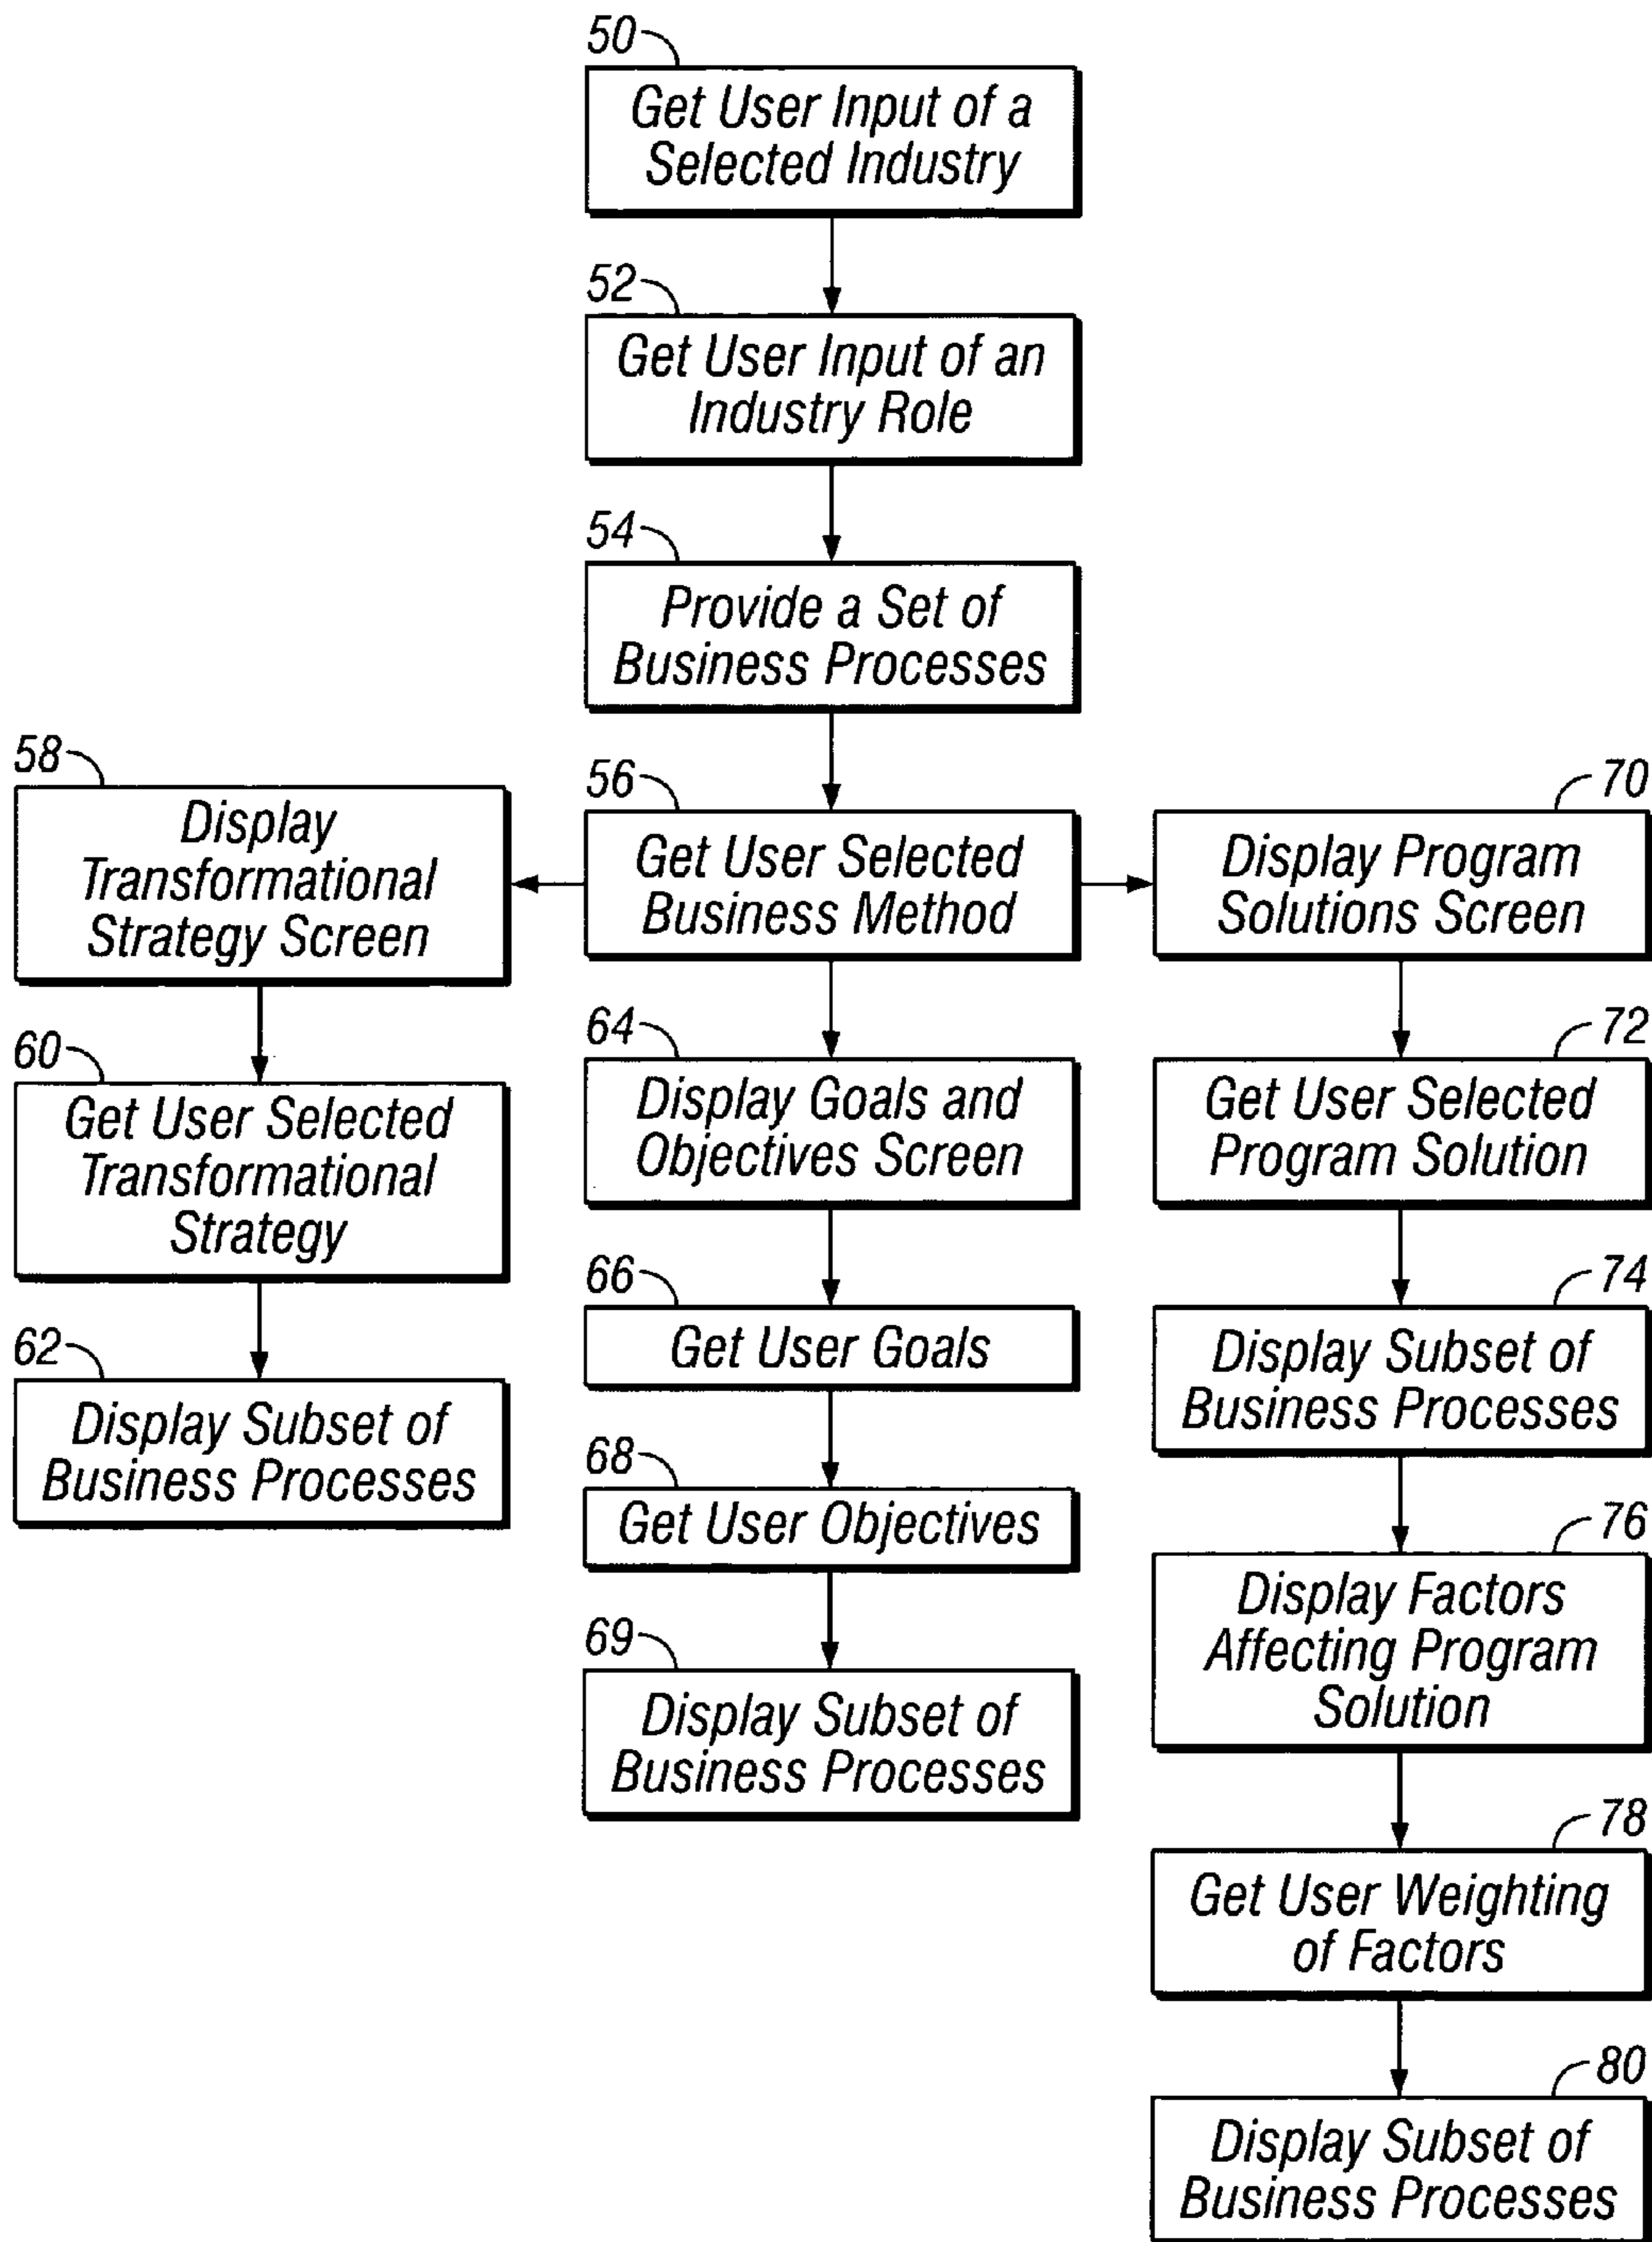 50
Get User Input of a
Selected Industry
52
Get User Input of an
Industry Role
54
Provide a Set of
Business Processes
56
Get User Selected
Business Method
58
Display
Transformational
Strategy Screen
60
Get User Selected
Transformational
Strategy
62
Display Subset of
Business Processes
64
Display Goals and
Objectives Screen
66
Get User Goals
68
Get User Objectives
69
Display Subset of
Business Processes
70
Display Program
Solutions Screen
72
Get User Selected
Program Solution
74
Display Subset of
Business Processes
76
Display Factors
Affecting Program
Solution
78
Get User Weighting
of Factors
80
Display Subset of
Business Processes